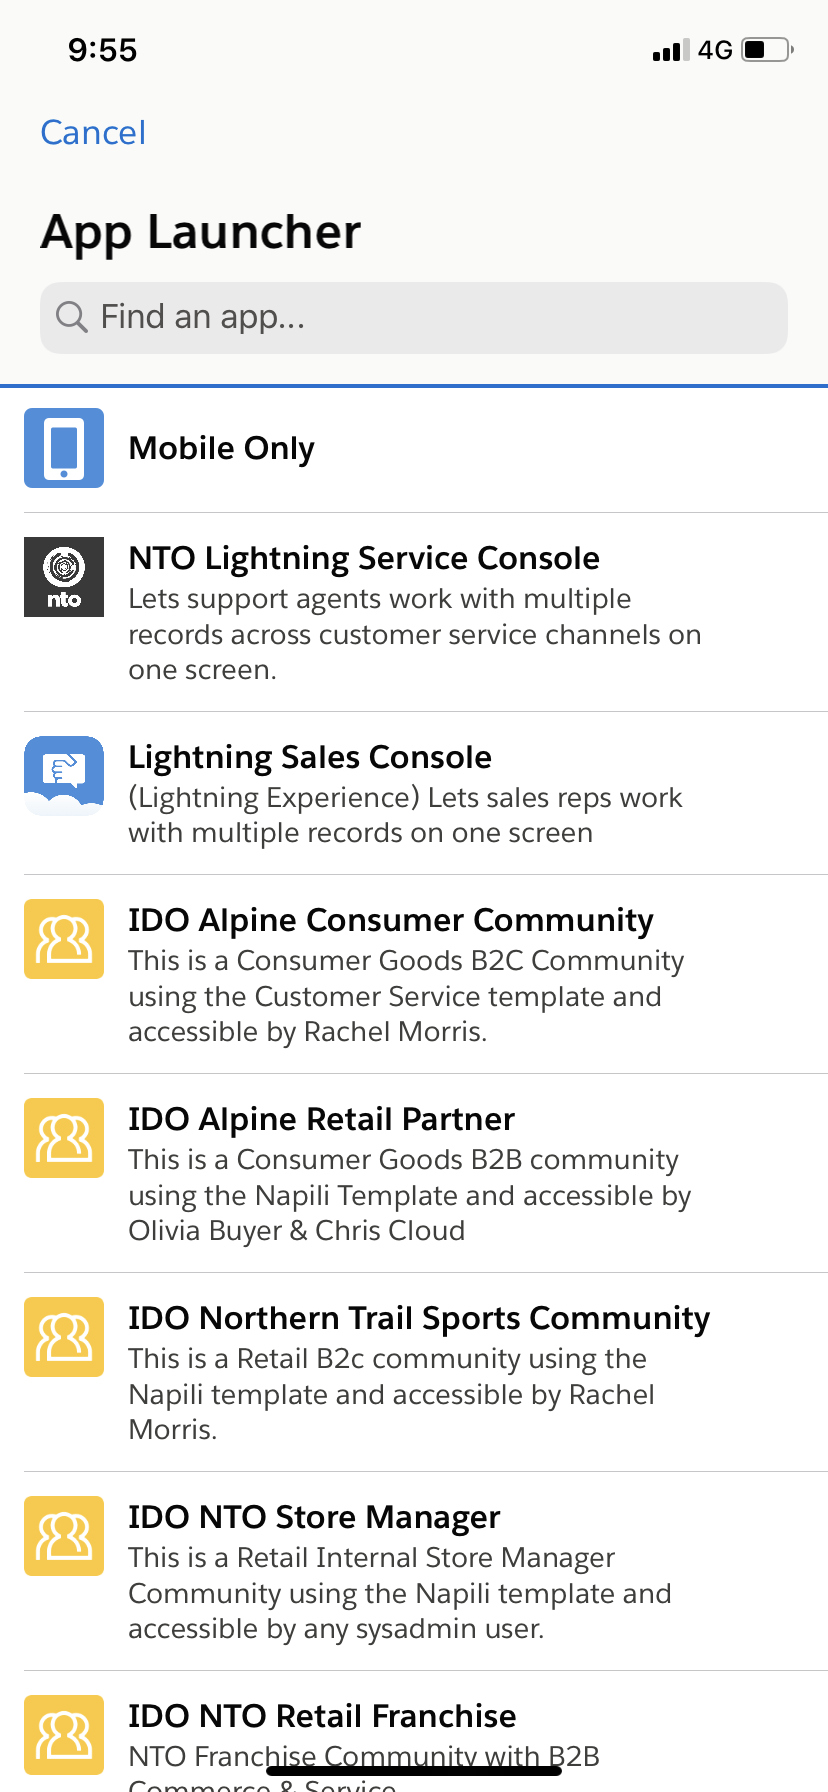 9:55
4G
Cancel
App Launcher
Find an app...
Mobile Only
nto
NTO Lightning Service Console
Lets support agents work with multiple
records across customer service channels on
one screen.
Lightning Sales Console
(Lightning Experience) Lets sales reps work
with multiple records on one screen
IDO Alpine Consumer Community
This is a Consumer Goods B2C Community
using the Customer Service template and
accessible by Rachel Morris.
IDO Alpine Retail Partner
This is a Consumer Goods B2B community
using the Napili Template and accessible by
Olivia Buyer & Chris Cloud
IDO Northern Trail Sports Community
This is a Retail B2c community using the
Napili template and accessible by Rachel
Morris.
IDO NTO Store Manager
This is a Retail Internal Store Manager
Community using the Napili template and
accessible by any sysadmin user.
IDO NTO Retail Franchise
NTO Franchise Community with B2B
Commerce & Service